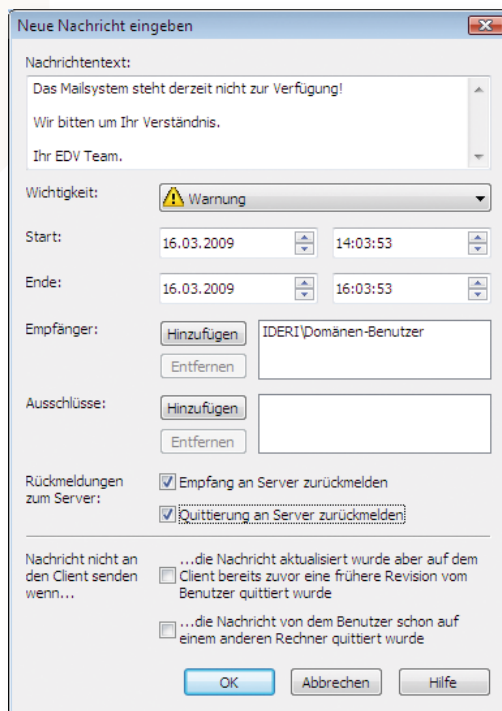 Neue Nachricht eingeben
Nachrichtentext:
Das Mailsystem steht derzeit nicht zur Verfügung!
Wir bitten um Ihr Verständnis.
Ihr EDV Team.
Wichtigkeit:
Warnung
Start:
16.03.2009
14:03:53
Ende:
16.03.2009
16:03:53
Empfänger:
Hinzufügen
IDERI\Domänen-Benutzer
Entfernen
Ausschlüsse:
Hinzufügen
Entfernen
Rückmeldungen
zum Server:
Empfang an Server zurückmelden
Quittierung an Server zurückmelden
Nachricht nicht an
den Client senden
wenn...
...die Nachricht aktualisiert wurde aber auf dem
Client bereits zuvor eine frühere Revision vom
Benutzer quittiert wurde
...die Nachricht von dem Benutzer schon auf
einem anderen Rechner quittiert wurde
OK
Abbrechen
Hilfe